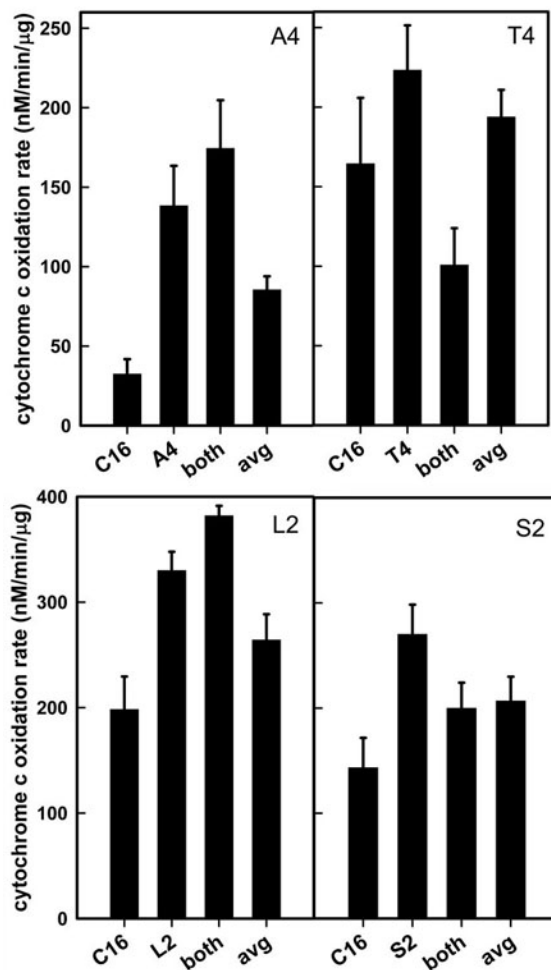 A4
T4
cytochrome c oxidation rate (nM/min/µg)
250
200
150
100
50
0
C16
A4
both
avg
C16
T4
both
avg
L2
S2
cytochrome c oxidation rate (nM/min/µg)
400
300
200
100
0
C16
L2
both
avg
C16
S2
both
avg